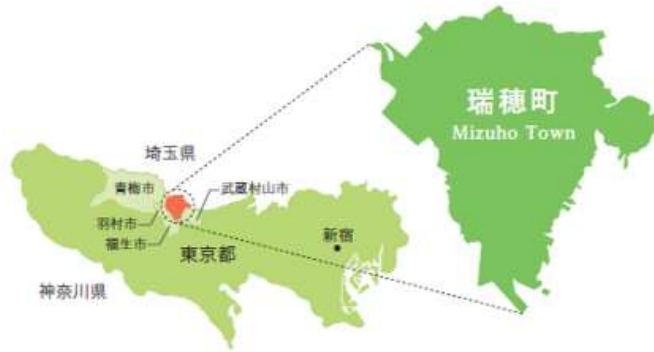 瑞穂町
Mizuho Town
埼玉県
青梅市
武蔵村山市
羽村市
福生市
新宿
東京都
神奈川県